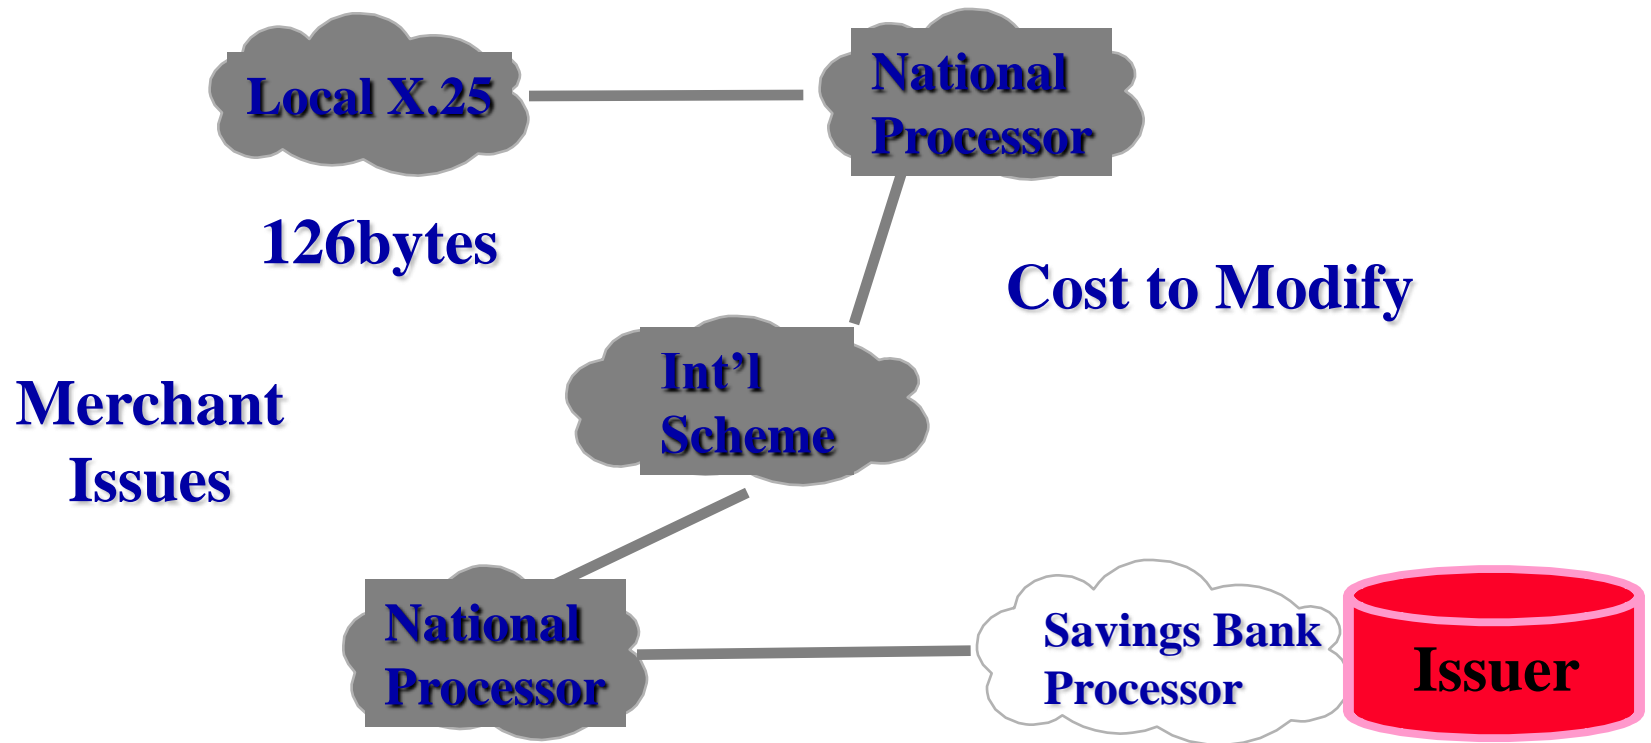 Local X.25
National
Processor
126bytes
Cost to Modify
Int’l
Scheme
Merchant
Issues
National
Processor
Savings Bank
Processor
Issuer